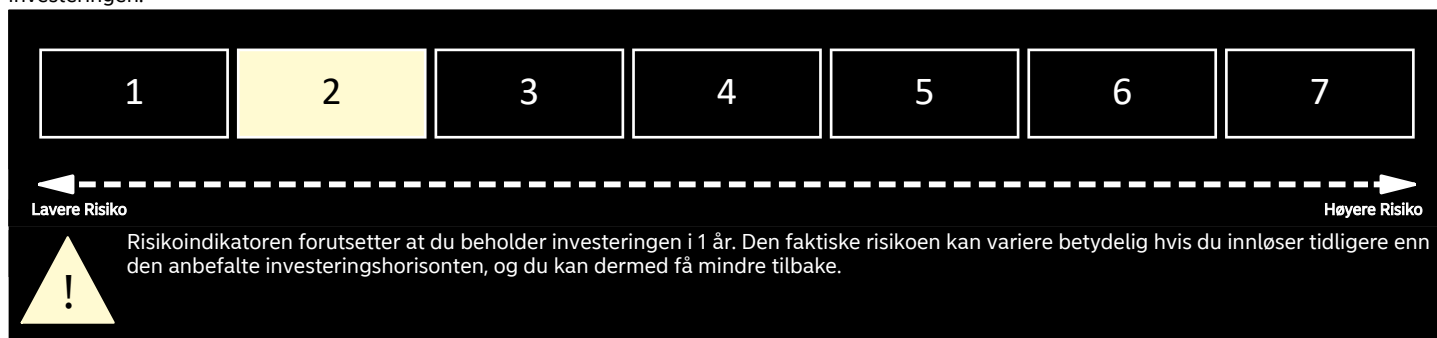 investeringen.
1 2 3 4 5 6 7
Lavere Risiko Høyere Risiko
Risikoindikatoren forutsetter at du beholder investeringen i 1 år. Den faktiske risikoen kan variere betydelig hvis du innløser tidligere enn
den anbefalte investeringshorisonten, og du kan dermed få mindre tilbake.
!